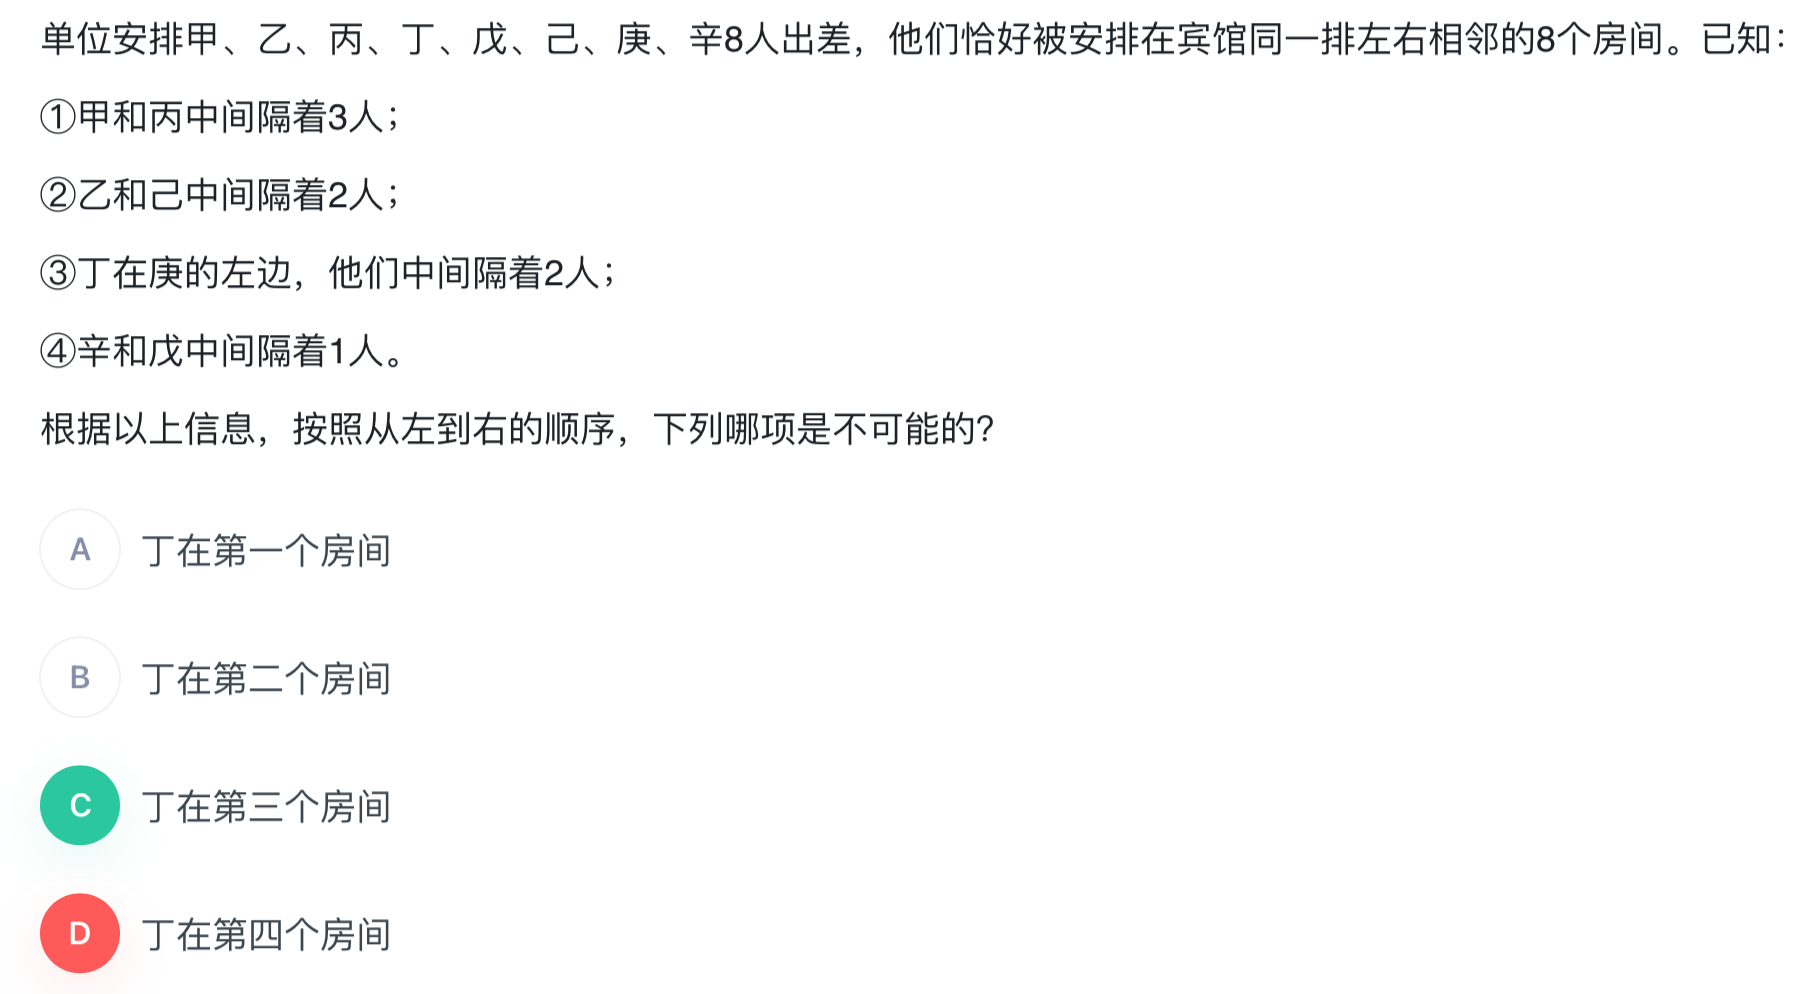 单位安排甲、乙、丙、丁、戊、己、庚、辛8人出差，他们恰好被安排在宾馆同一排左右相邻的8个房间。已知：
①甲和丙中间隔着3人；
②乙和己中间隔着2人；
③丁在庚的左边，他们中间隔着2人；
④辛和戊中间隔着1人。
根据以上信息，按照从左到右的顺序，下列哪项是不可能的?
A 丁在第一个房间
B 丁在第二个房间
C 丁在第三个房间
D 丁在第四个房间